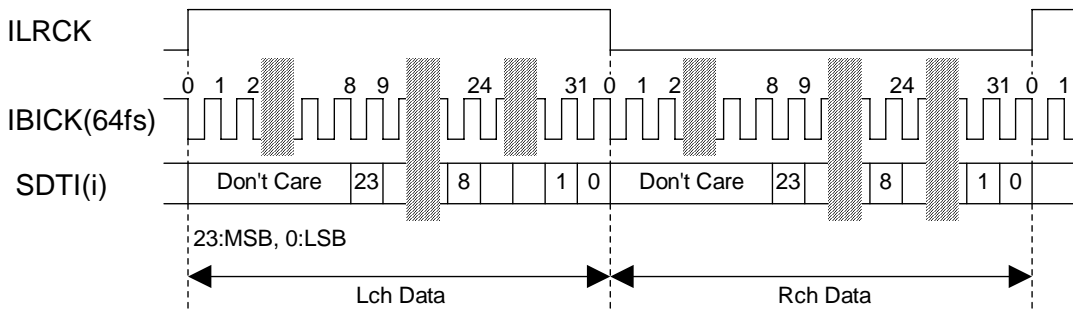 ILRCK
0 1 2 8 9 24 31 0 1 2 8 9 24 31 0 1
IBICK(64fs)
SDTI(i) Don't Care 23 8 1 0 Don't Care 23 8 1 0
23:MSB, 0:LSB
Lch Data Rch Data